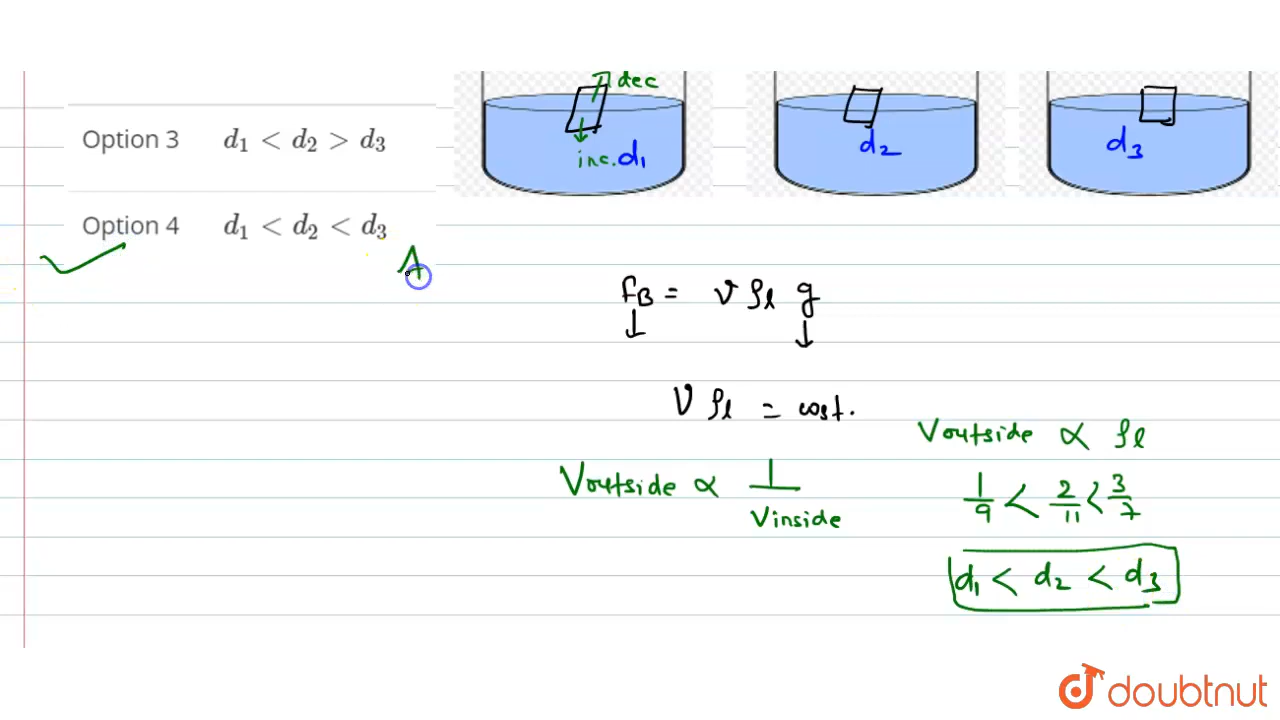 dec
Option 3 d₁ < d₂ > d₃
inc. d₁
d₂
d₃
Option 4 d₁ < d₂ < d₃
A
fB = v ρl g
V ρl = cost.
Voutside ∝ ρl
Voutside ∝ 1/Vinside
1/9 < 2/11 < 3/7
d₁ < d₂ < d₃
doubtnut